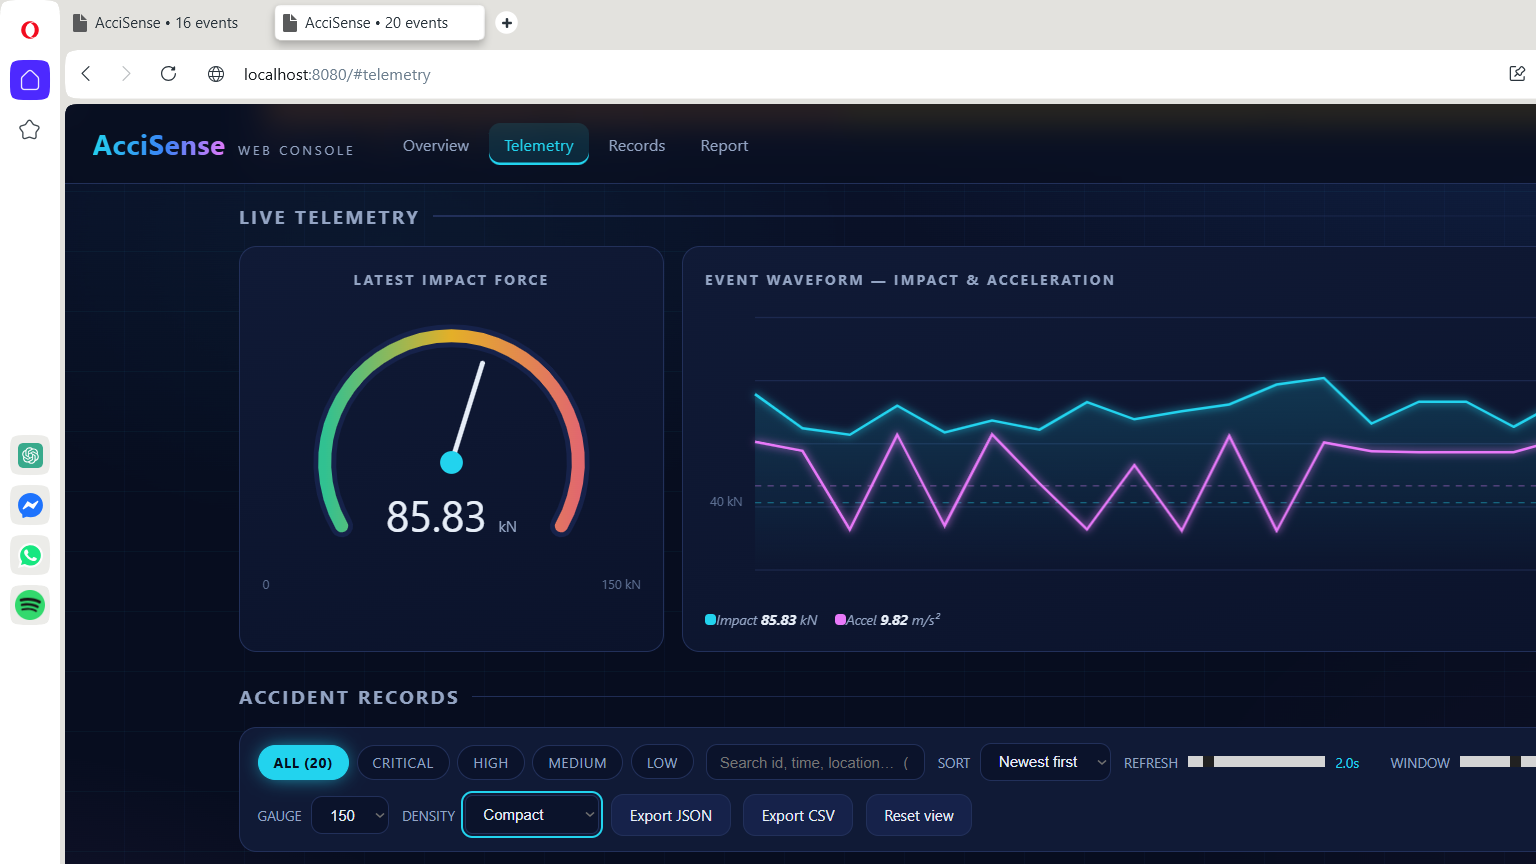 AcciSense • 16 events
AcciSense • 20 events
localhost:8080/#telemetry
AcciSense WEB CONSOLE
Overview
Telemetry
Records
Report
LIVE TELEMETRY
LATEST IMPACT FORCE
85.83 kN
0
150 kN
EVENT WAVEFORM — IMPACT & ACCELERATION
40 kN
Impact 85.83 kN
Accel 9.82 m/s²
ACCIDENT RECORDS
ALL (20)
CRITICAL
HIGH
MEDIUM
LOW
Search id, time, location… (
SORT
Newest first
REFRESH
2.0s
WINDOW
GAUGE
150
DENSITY
Compact
Export JSON
Export CSV
Reset view